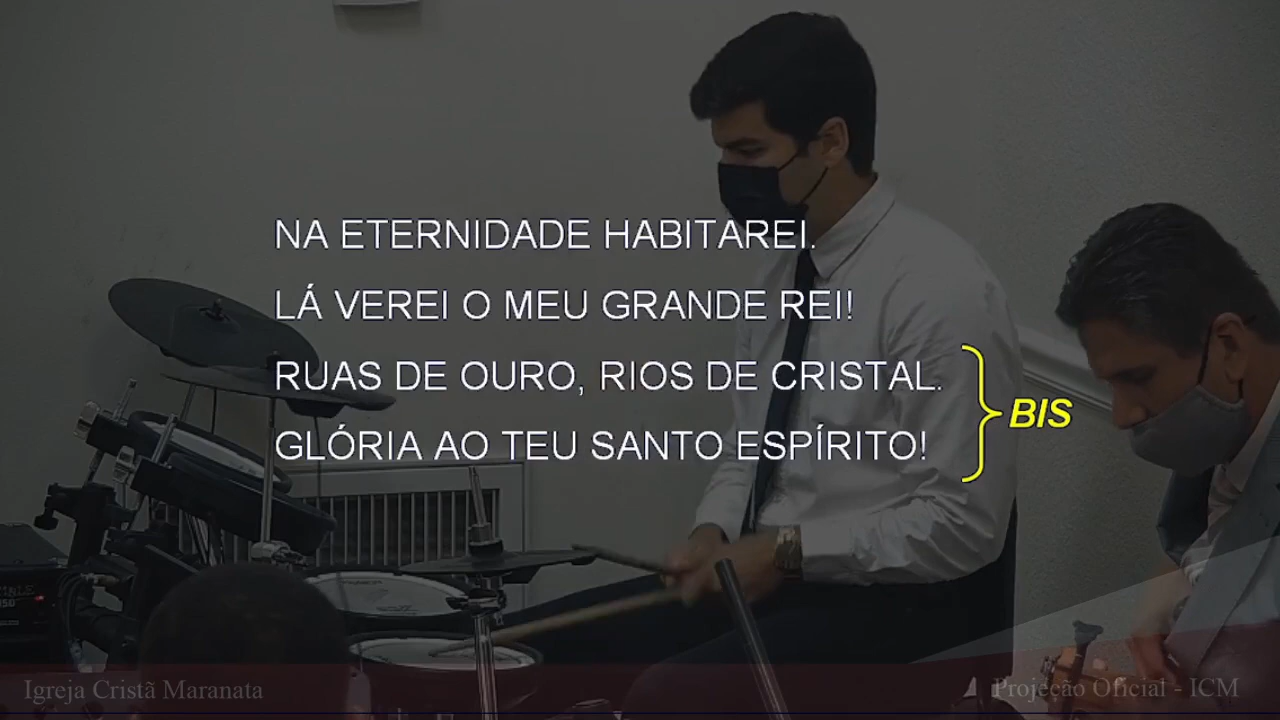 NA ETERNIDADE HABITAREI.
LÁ VEREI O MEU GRANDE REI!
RUAS DE OURO, RIOS DE CRISTAL.
GLÓRIA AO TEU SANTO ESPÍRITO!
BIS
Igreja Cristã Maranata
Projeção Oficial - ICM